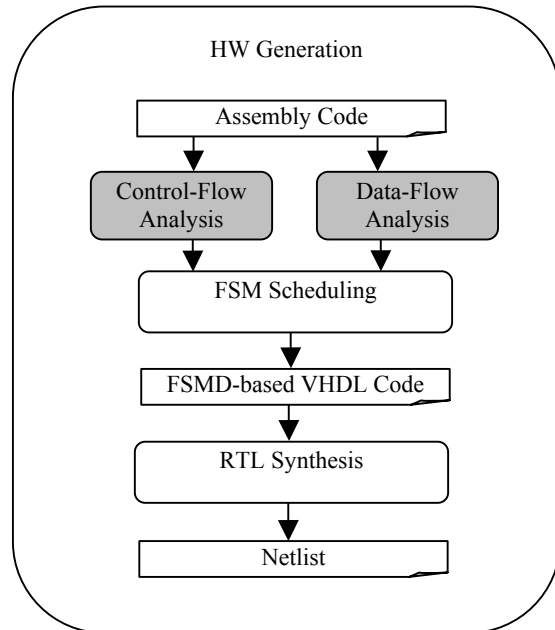 HW Generation
Assembly Code
Control-Flow
Analysis
Data-Flow
Analysis
FSM Scheduling
FSMD-based VHDL Code
RTL Synthesis
Netlist